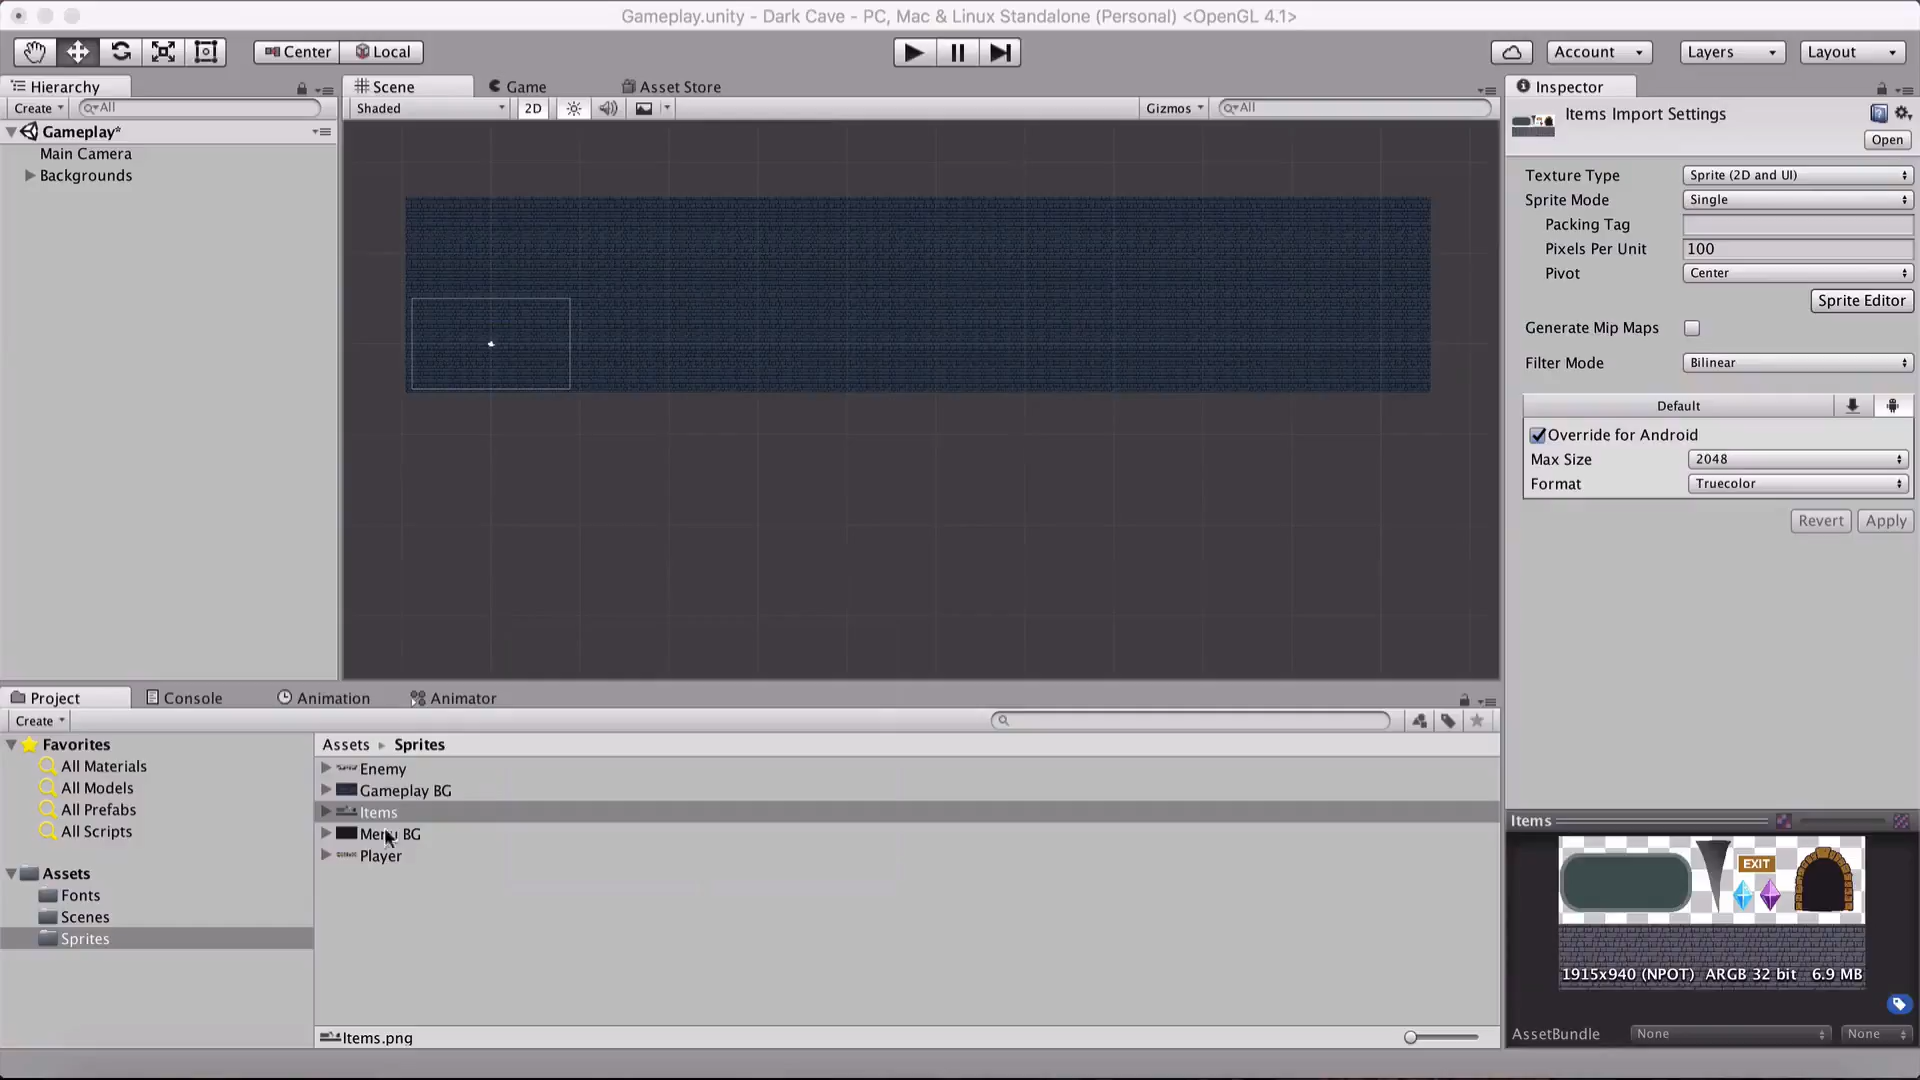 Gameplay.unity - Dark Cave - PC, Mac & Linux Standalone (Personal) <OpenGL 4.1>
Center Local Account Layers Layout
Hierarchy Scene Game Asset Store Inspector
Create All Shaded 2D Gizmos All
Items Import Settings
Open
Gameplay*
Main Camera
Backgrounds
Texture Type Sprite (2D and UI)
Sprite Mode Single
Packing Tag
Pixels Per Unit 100
Pivot Center
Sprite Editor
Generate Mip Maps
Filter Mode Bilinear
Default
Override for Android
Max Size 2048
Format Truecolor
Revert Apply
Project Console Animation Animator
Create
Favorites
All Materials
All Models
All Prefabs
All Scripts
Assets
Fonts
Scenes
Sprites
Assets Sprites
Enemy
Gameplay BG
Items
Menu BG
Player
Items.png
Items
EXIT
1915x940 (NPOT) ARGB 32 bit 6.9 MB
AssetBundle None None